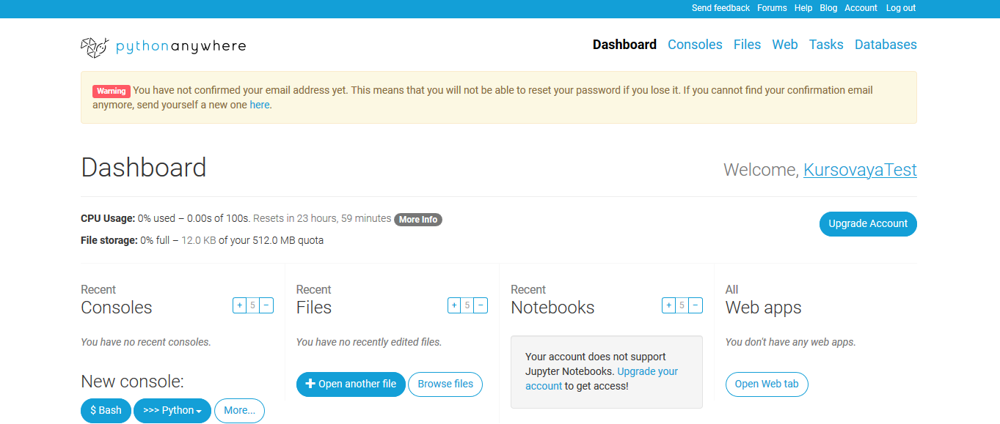 Send feedback Forums Help Blog Account Log out
pythonanywhere
Dashboard Consoles Files Web Tasks Databases
Warning You have not confirmed your email address yet. This means that you will not be able to reset your password if you lose it. If you cannot find your confirmation email
anymore, send yourself a new one here.
Dashboard
Welcome, KursovayaTest
CPU Usage: 0% used – 0.00s of 100s. Resets in 23 hours, 59 minutes More Info
File storage: 0% full – 12.0 KB of your 512.0 MB quota
Upgrade Account
Recent
Consoles
+ 5 −
You have no recent consoles.
New console:
$ Bash >>> Python More...
Recent
Files
+ 5 −
You have no recently edited files.
+ Open another file Browse files
Recent
Notebooks
+ 5 −
Your account does not support
Jupyter Notebooks. Upgrade your
account to get access!
All
Web apps
You don't have any web apps.
Open Web tab